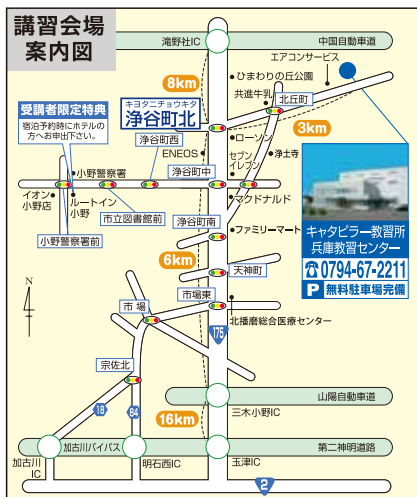 講習会場
案内図
滝野社IC
中国自動車道
エアコンサービス
8km
ひまわりの丘公園
共進牛乳
キヨタニチョウキタ
浄谷町北
北丘町
3km
受講者限定特典
宿泊予約時にホテルの
方へお申出下さい。
浄谷町西
ENEOS
ローソン
セブン
イレブン
浄土寺
小野警察署
浄谷町中
イオン
小野店
ルートイン
小野
市立図書館前
マクドナルド
小野警察署前
浄谷町南
ファミリーマート
キャタピラー教習所
兵庫教習センター
☎0794-67-2211
P 無料駐車場完備
6km
天神町
N
市場
市場東
北播磨総合医療センター
175
宗佐北
山陽自動車道
三木小野IC
18
84
16km
加古川バイパス
第二神明道路
加古川
IC
明石西IC
玉津IC
2